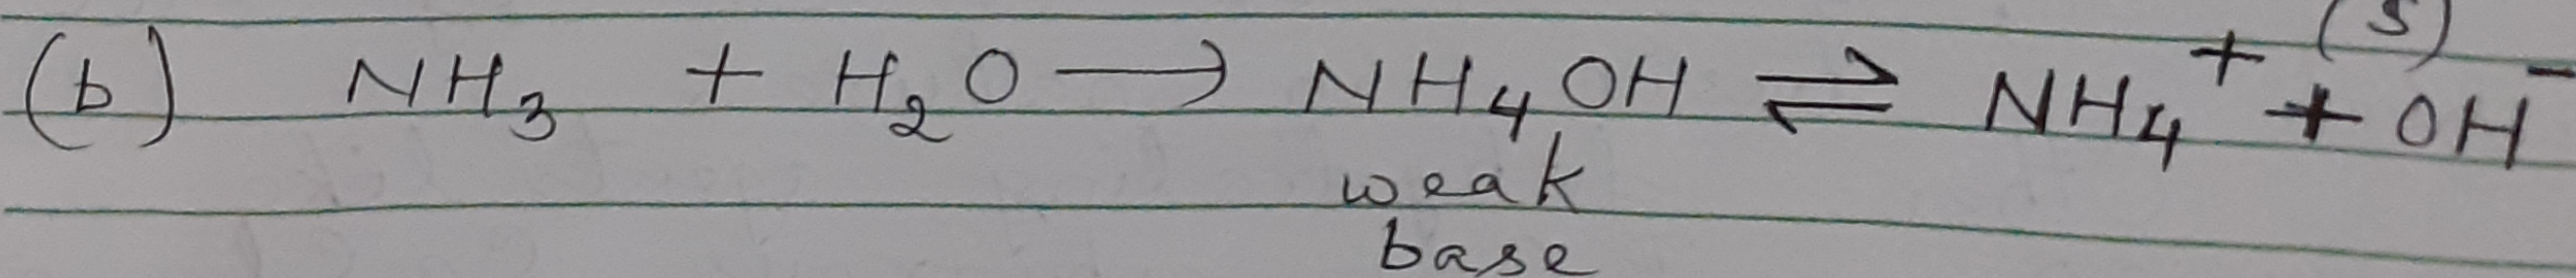 (s)
(b) NH₃ + H₂O ⟶ NH₄OH ⇌ NH₄⁺ + OH⁻
weak
base